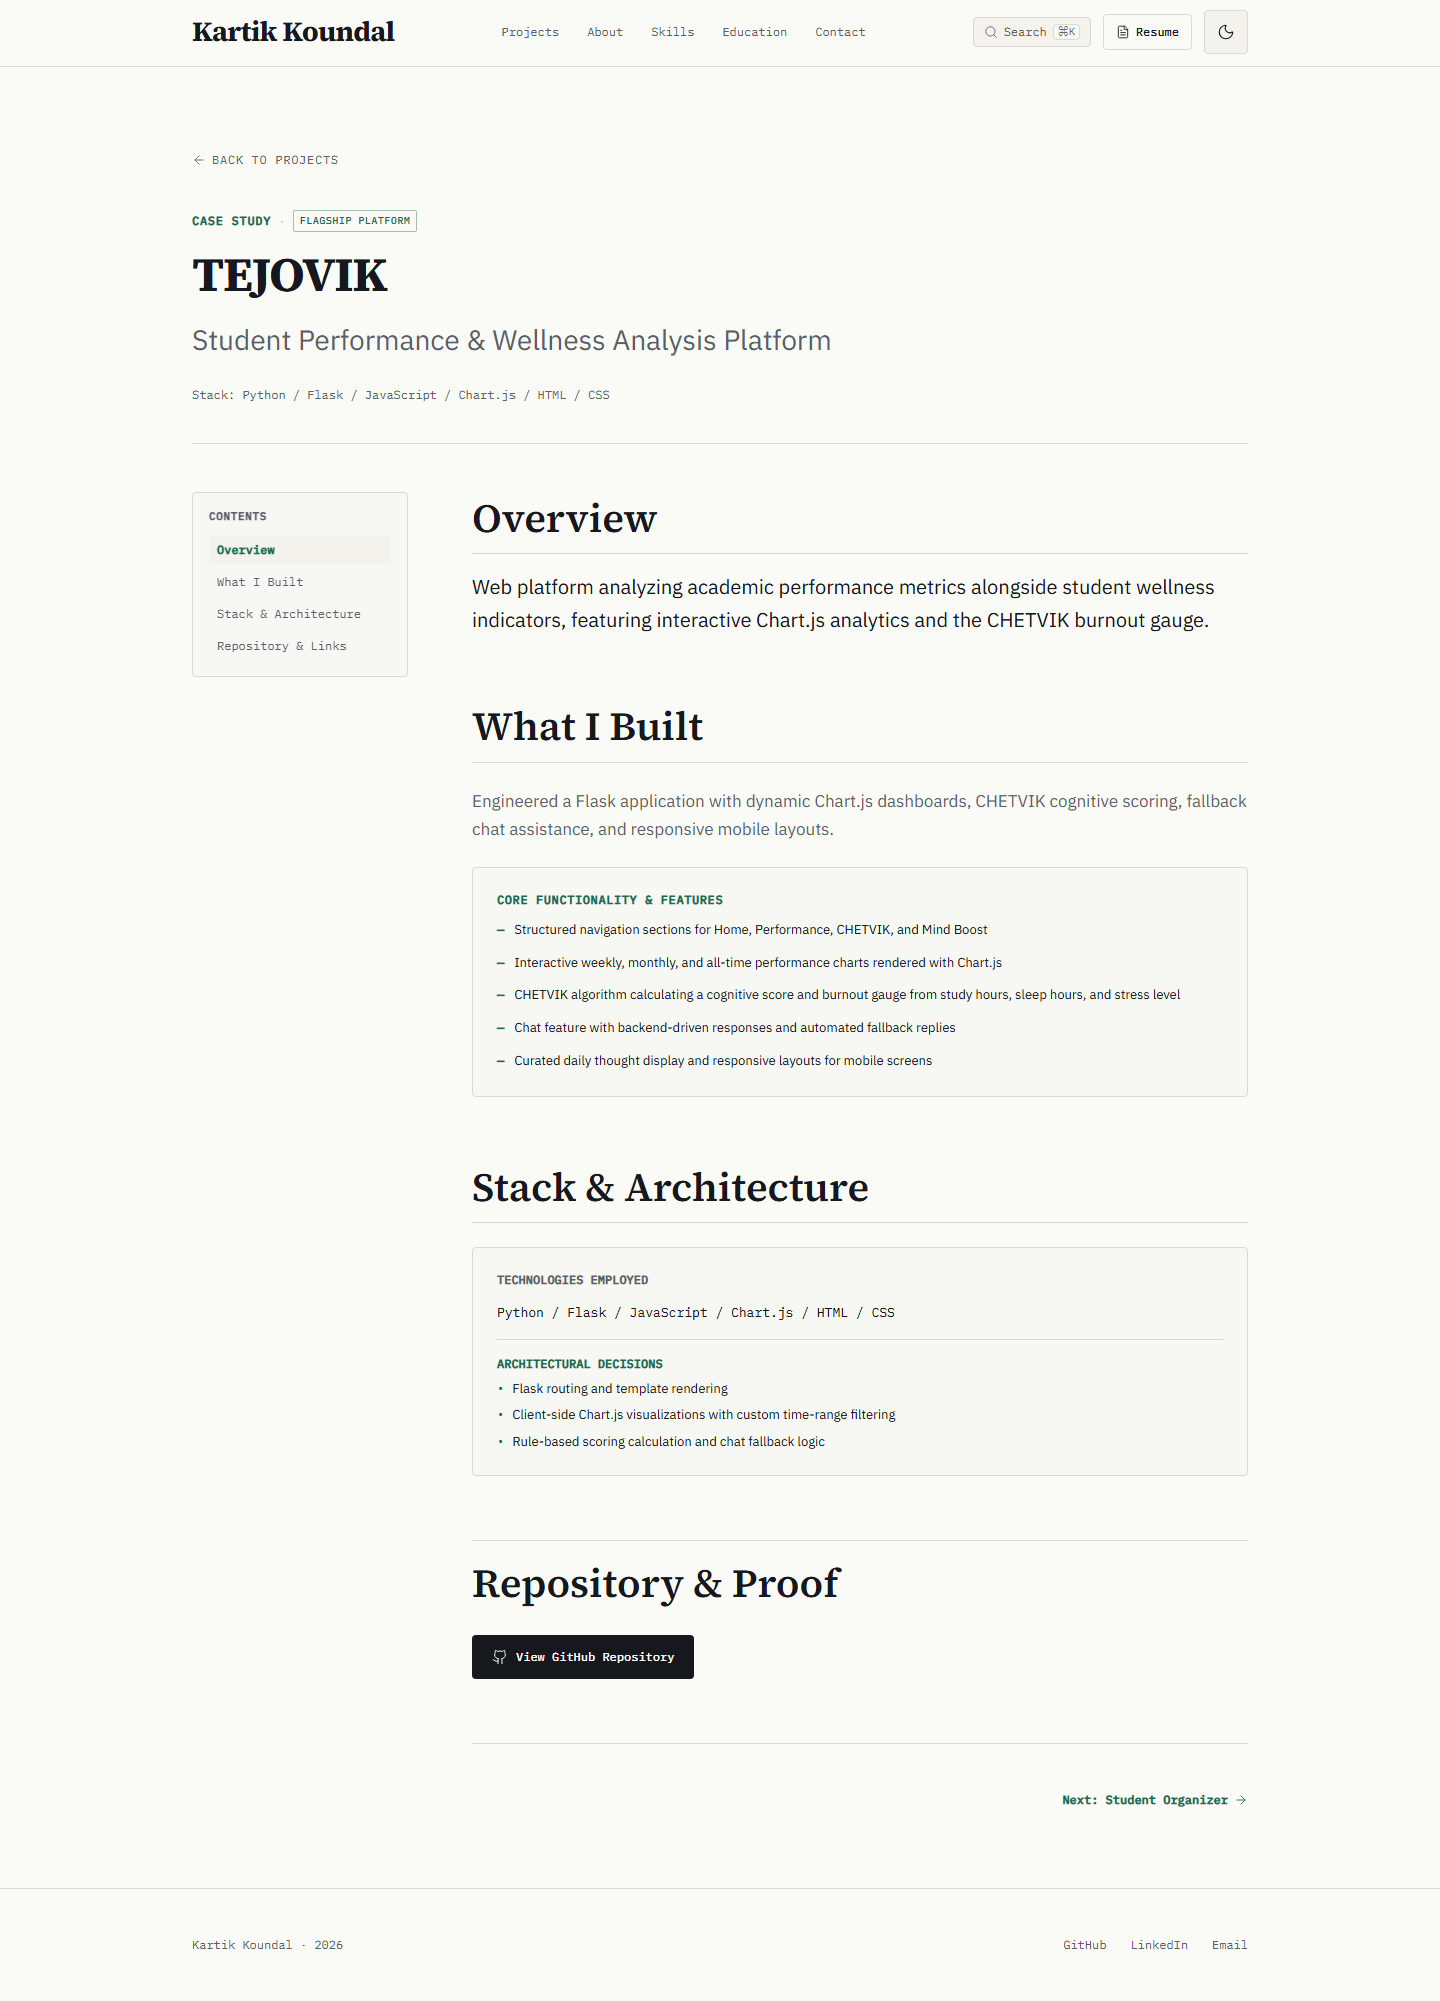 Kartik Koundal
Projects About Skills Education Contact
Search ⌘K
Resume
← BACK TO PROJECTS
CASE STUDY · FLAGSHIP PLATFORM
TEJOVIK
Student Performance & Wellness Analysis Platform
Stack: Python / Flask / JavaScript / Chart.js / HTML / CSS
CONTENTS
Overview
What I Built
Stack & Architecture
Repository & Links
Overview
Web platform analyzing academic performance metrics alongside student wellness
indicators, featuring interactive Chart.js analytics and the CHETVIK burnout gauge.
What I Built
Engineered a Flask application with dynamic Chart.js dashboards, CHETVIK cognitive scoring, fallback
chat assistance, and responsive mobile layouts.
CORE FUNCTIONALITY & FEATURES
— Structured navigation sections for Home, Performance, CHETVIK, and Mind Boost
— Interactive weekly, monthly, and all-time performance charts rendered with Chart.js
— CHETVIK algorithm calculating a cognitive score and burnout gauge from study hours, sleep hours, and stress level
— Chat feature with backend-driven responses and automated fallback replies
— Curated daily thought display and responsive layouts for mobile screens
Stack & Architecture
TECHNOLOGIES EMPLOYED
Python / Flask / JavaScript / Chart.js / HTML / CSS
ARCHITECTURAL DECISIONS
• Flask routing and template rendering
• Client-side Chart.js visualizations with custom time-range filtering
• Rule-based scoring calculation and chat fallback logic
Repository & Proof
View GitHub Repository
Next: Student Organizer →
Kartik Koundal · 2026
GitHub LinkedIn Email